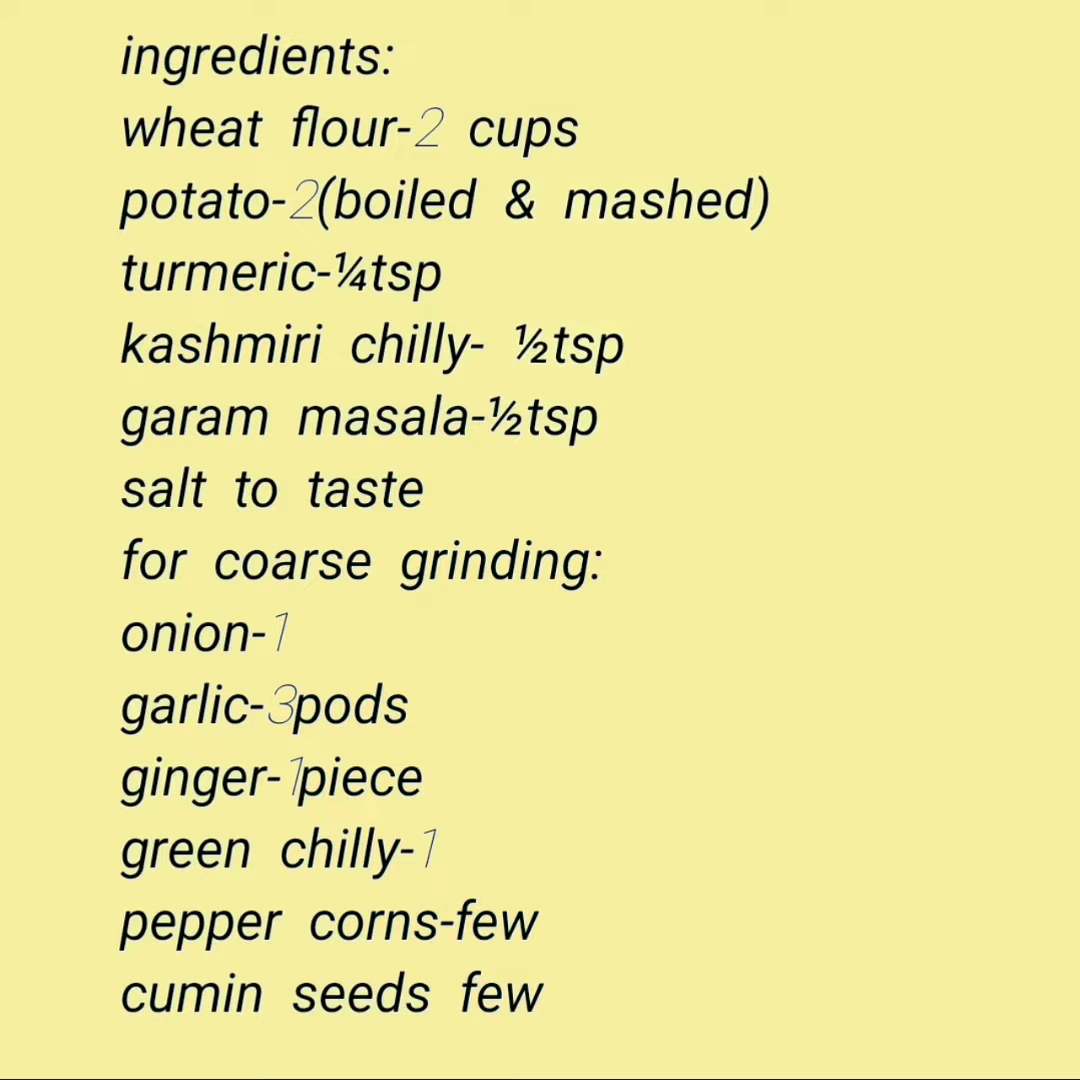 ingredients:
wheat flour-2 cups
potato-2(boiled & mashed)
turmeric-¼tsp
kashmiri chilly- ½tsp
garam masala-½tsp
salt to taste
for coarse grinding:
onion-1
garlic-3pods
ginger-1piece
green chilly-1
pepper corns-few
cumin seeds few